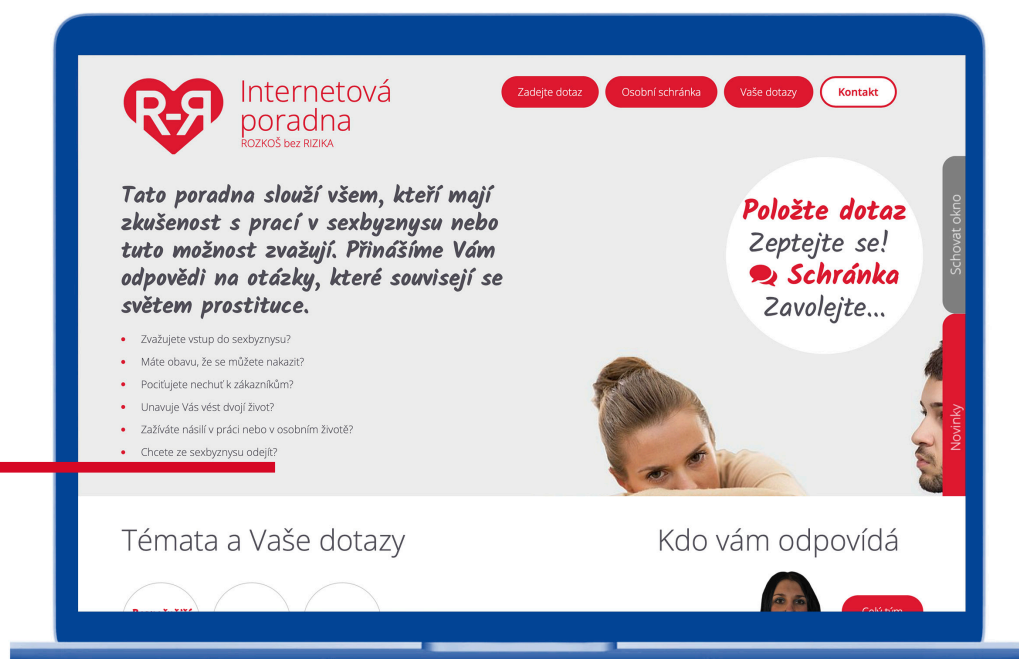 R-R
Internetová
poradna
ROZKOŠ bez RIZIKA
Zadejte dotaz
Osobní schránka
Vaše dotazy
Kontakt
Tato poradna slouží všem, kteří mají
zkušenost s prací v sexbyznysu nebo
tuto možnost zvažují. Přinášíme Vám
odpovědi na otázky, které souvisejí se
světem prostituce.
Zvažujete vstup do sexbyznysu?
Máte obavu, že se můžete nakazit?
Pociťujete nechuť k zákazníkům?
Unavuje Vás vést dvojí život?
Zažíváte násilí v práci nebo v osobním životě?
Chcete ze sexbyznysu odejít?
Položte dotaz
Zeptejte se!
Schránka
Zavolejte...
Schovat okno
Novinky
Témata a Vaše dotazy
Kdo vám odpovídá
Celý tým